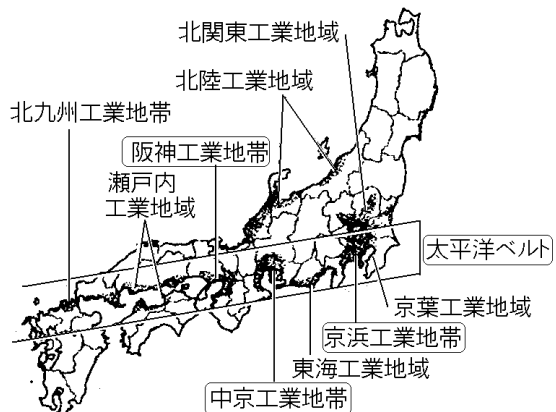 北関東工業地域
北陸工業地域
北九州工業地帯
阪神工業地帯
瀬戸内
工業地域
太平洋ベルト
京葉工業地域
京浜工業地帯
東海工業地域
中京工業地帯